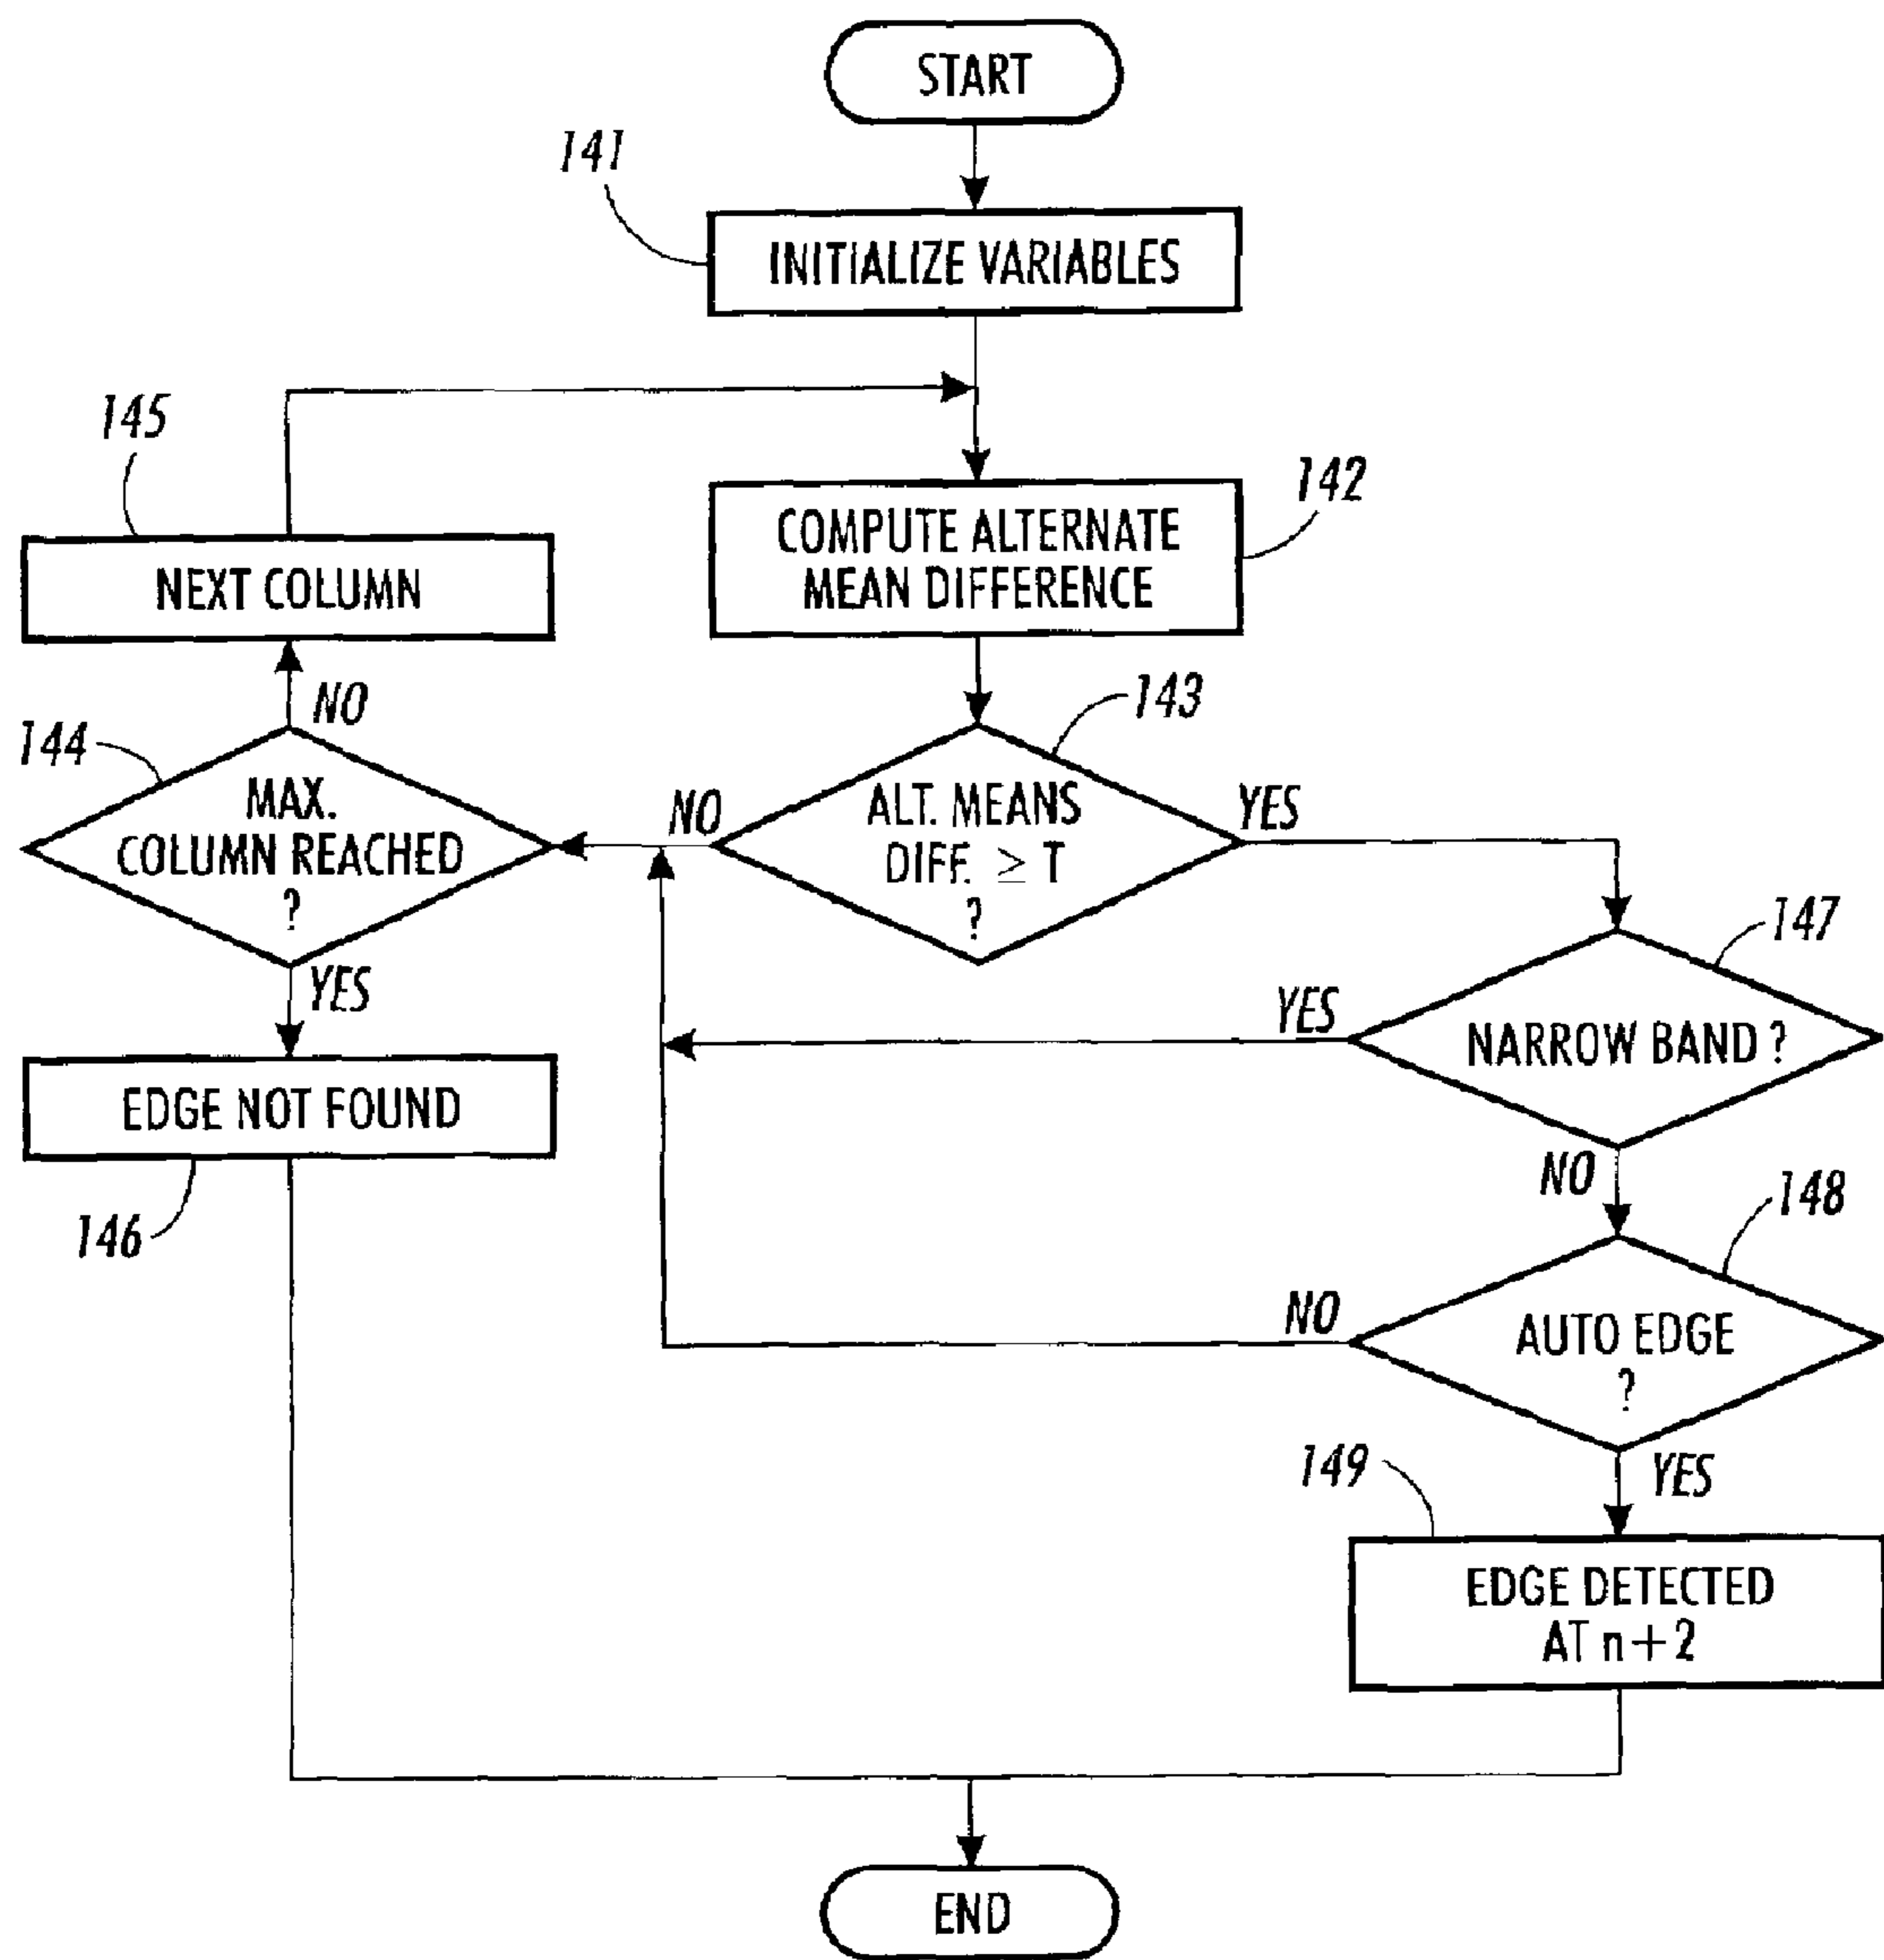 START
141
INITIALIZE VARIABLES
145
NEXT COLUMN
142
COMPUTE ALTERNATE
MEAN DIFFERENCE
144
NO
MAX.
COLUMN REACHED
?
YES
143
NO
ALT. MEANS
DIFF. ≥ T
?
YES
147
YES
NARROW BAND ?
NO
EDGE NOT FOUND
146
148
NO
AUTO EDGE
?
YES
149
EDGE DETECTED
AT n+2
END